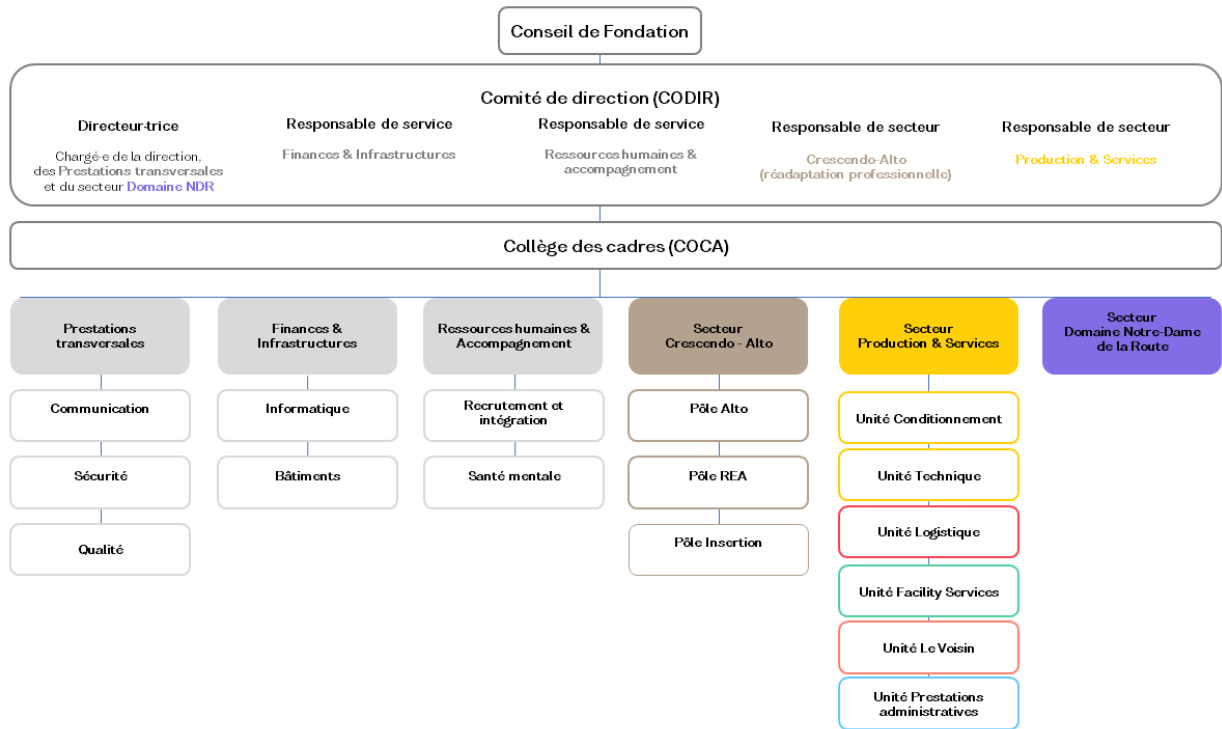 Conseil de Fondation
Comité de direction (CODIR)
Directeur·trice
Chargé·e de la direction,
des Prestations transversales
et du secteur Domaine NDR
Responsable de service
Finances & Infrastructures
Responsable de service
Ressources humaines &
accompagnement
Responsable de secteur
Crescendo-Alto
(réadaptation professionnelle)
Responsable de secteur
Production & Services
Collège des cadres (COCA)
Prestations
transversales
Communication
Sécurité
Qualité
Finances &
Infrastructures
Informatique
Bâtiments
Ressources humaines &
Accompagnement
Recrutement et
intégration
Santé mentale
Secteur
Crescendo - Alto
Pôle Alto
Pôle REA
Pôle Insertion
Secteur
Production & Services
Unité Conditionnement
Unité Technique
Unité Logistique
Unité Facility Services
Unité Le Voisin
Unité Prestations
administratives
Secteur
Domaine Notre-Dame
de la Route